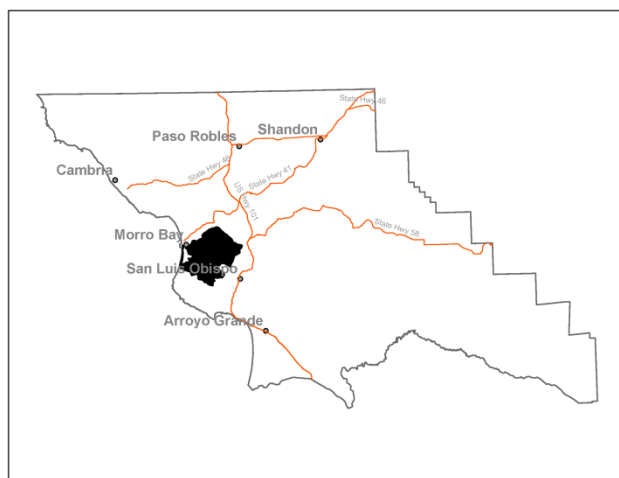 State Hwy 46
Paso Robles
Shandon
State Hwy 46
State Hwy 41
Cambria
US Hwy 101
State Hwy 58
Morro Bay
San Luis Obispo
Arroyo Grande